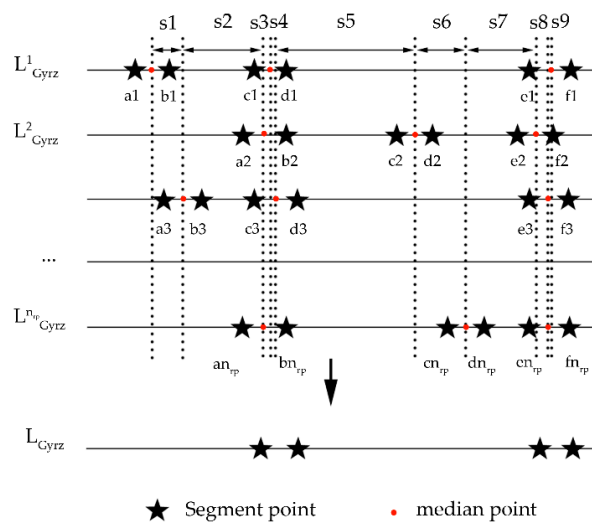 s1 s2 s3 s4 s5 s6 s7 s8 s9
L¹Gyrz
a1 b1 c1 d1 e1 f1
L²Gyrz
a2 b2 c2 d2 e2 f2
a3 b3 c3 d3 e3 f3
...
Lⁿrp Gyrz
anrp bnrp cnrp dnrp enrp fnrp
LGyrz
Segment point median point